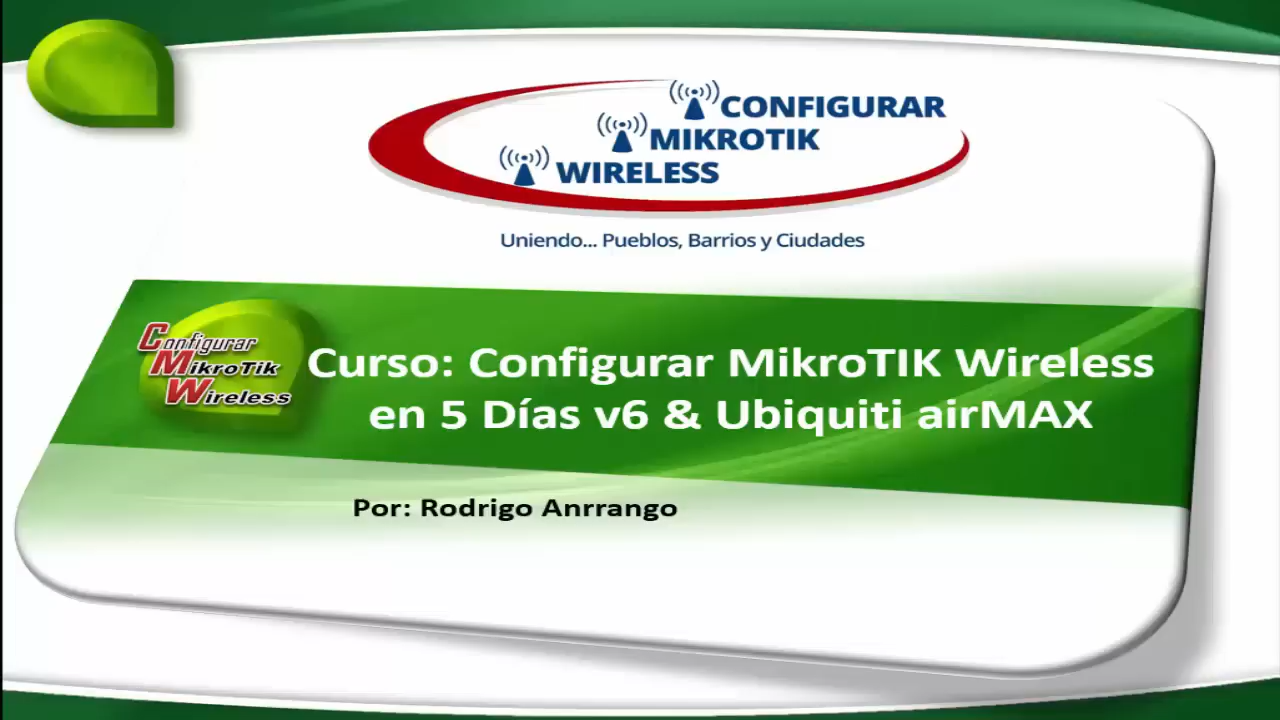 CONFIGURAR
MIKROTIK
WIRELESS
Uniendo... Pueblos, Barrios y Ciudades
Configurar
MikroTik
Wireless
Curso: Configurar MikroTIK Wireless
en 5 Días v6 & Ubiquiti airMAX
Por: Rodrigo Anrrango